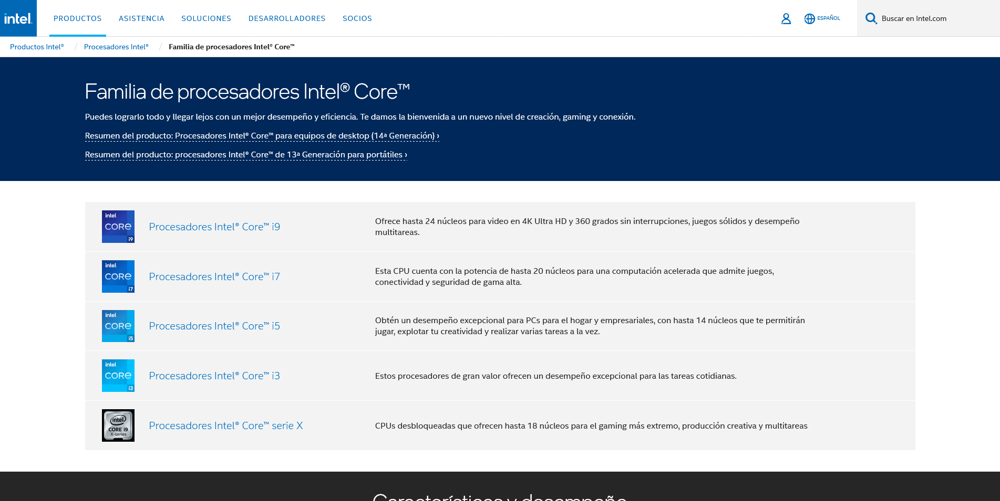 intel.
PRODUCTOS
ASISTENCIA
SOLUCIONES
DESARROLLADORES
SOCIOS
ESPAÑOL
Buscar en Intel.com
Productos Intel® / Procesadores Intel® / Familia de procesadores Intel® Core™
Familia de procesadores Intel® Core™
Puedes lograrlo todo y llegar lejos con un mejor desempeño y eficiencia. Te damos la bienvenida a un nuevo nivel de creación, gaming y conexión.
Resumen del producto: Procesadores Intel® Core™ para equipos de desktop (14ª Generación) ›
Resumen del producto: procesadores Intel® Core™ de 13ª Generación para portátiles ›
intel.
CORE
i9
Procesadores Intel® Core™ i9
Ofrece hasta 24 núcleos para video en 4K Ultra HD y 360 grados sin interrupciones, juegos sólidos y desempeño
multitareas.
intel.
CORE
i7
Procesadores Intel® Core™ i7
Esta CPU cuenta con la potencia de hasta 20 núcleos para una computación acelerada que admite juegos,
conectividad y seguridad de gama alta.
intel.
CORE
i5
Procesadores Intel® Core™ i5
Obtén un desempeño excepcional para PCs para el hogar y empresariales, con hasta 14 núcleos que te permitirán
jugar, explotar tu creatividad y realizar varias tareas a la vez.
intel.
CORE
i3
Procesadores Intel® Core™ i3
Estos procesadores de gran valor ofrecen un desempeño excepcional para las tareas cotidianas.
intel
CORE i9
X-series
Procesadores Intel® Core™ serie X
CPUs desbloqueadas que ofrecen hasta 18 núcleos para el gaming más extremo, producción creativa y multitareas
Características y desempeño